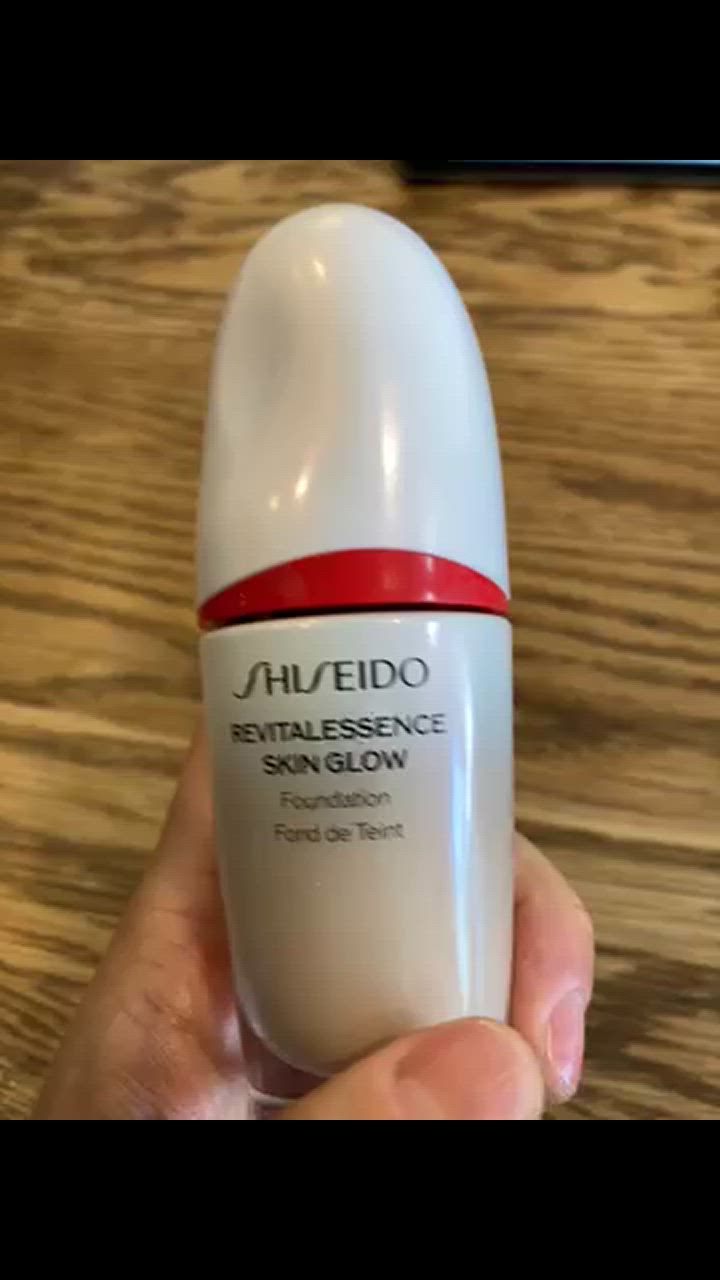 SHISEIDO
REVITALESSENCE
SKIN GLOW
Foundation
Fond de Teint